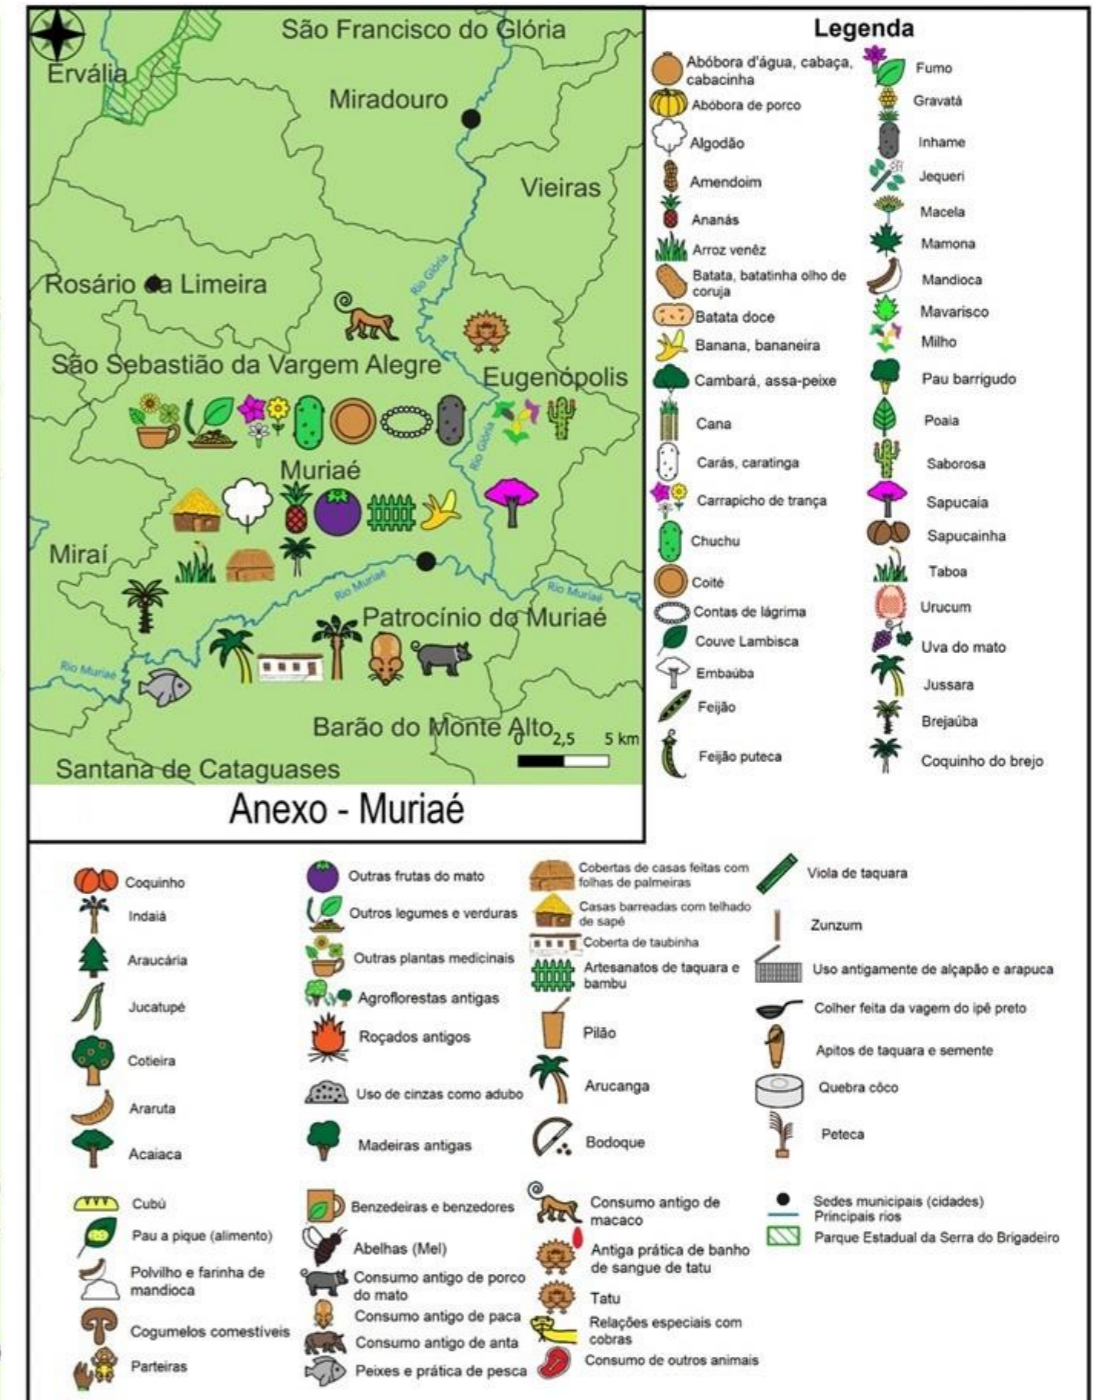 São Francisco do Glória
Ervália
Miradouro
Vieiras
Rio Glória
Rosário da Limeira
São Sebastião da Vargem Alegre
Eugenópolis
Rio Glória
Muriaé
Miraí
Rio Muriaé
Rio Muriaé
Patrocínio do Muriaé
Rio Muriaé
Barão do Monte Alto
0 2,5 5 km
Santana de Cataguases
Anexo - Muriaé
Legenda
Abóbora d'água, cabaça,
cabacinha
Abóbora de porco
Algodão
Amendoim
Ananás
Arroz venêz
Batata, batatinha olho de
coruja
Batata doce
Banana, bananeira
Cambará, assa-peixe
Cana
Carás, caratinga
Carrapicho de trança
Chuchu
Coité
Contas de lágrima
Couve Lambisca
Embaúba
Feijão
Feijão puteca
Fumo
Gravatá
Inhame
Jequeri
Macela
Mamona
Mandioca
Mavarisco
Milho
Pau barrigudo
Poaia
Saborosa
Sapucaia
Sapucainha
Taboa
Urucum
Uva do mato
Jussara
Brejaúba
Coquinho do brejo
Coquinho
Indaiá
Araucária
Jucatupé
Cotieira
Araruta
Acaiaca
Cubú
Pau a pique (alimento)
Polvilho e farinha de
mandioca
Cogumelos comestíveis
Parteiras
Outras frutas do mato
Outros legumes e verduras
Outras plantas medicinais
Agroflorestas antigas
Roçados antigos
Uso de cinzas como adubo
Madeiras antigas
Benzedeiras e benzedores
Abelhas (Mel)
Consumo antigo de porco
do mato
Consumo antigo de paca
Consumo antigo de anta
Peixes e prática de pesca
Cobertas de casas feitas com
folhas de palmeiras
Casas barreadas com telhado
de sapé
Coberta de taubinha
Artesanatos de taquara e
bambu
Pilão
Arucanga
Bodoque
Consumo antigo de
macaco
Antiga prática de banho
de sangue de tatu
Tatu
Relações especiais com
cobras
Consumo de outros animais
Viola de taquara
Zunzum
Uso antigamente de alçapão e arapuca
Colher feita da vagem do ipê preto
Apitos de taquara e semente
Quebra côco
Peteca
Sedes municipais (cidades)
Principais rios
Parque Estadual da Serra do Brigadeiro